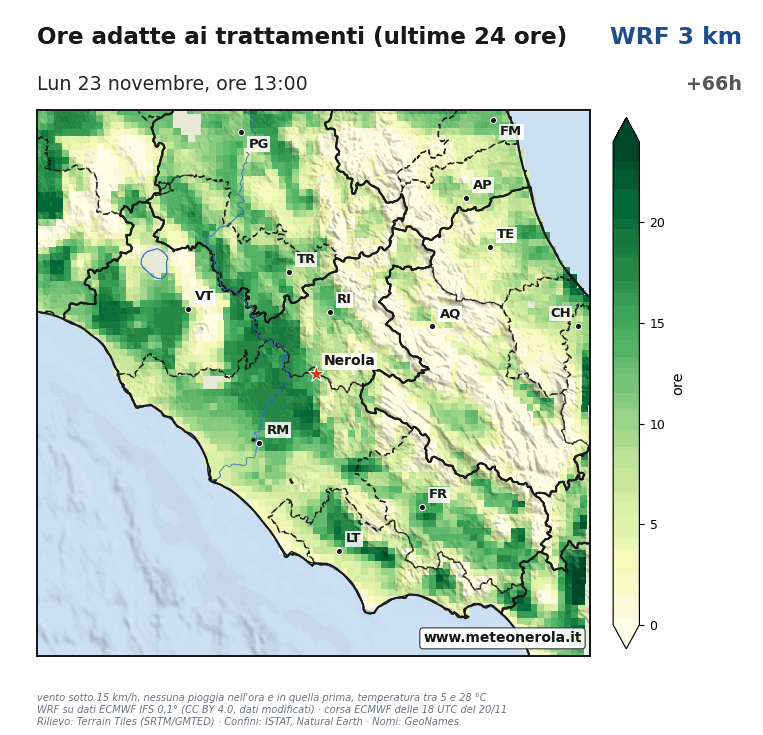 Ore adatte ai trattamenti (ultime 24 ore) WRF 3 km
Lun 23 novembre, ore 13:00 +66h
FM
PG
AP
TE
TR
VT
RI
AQ
CH
Nerola
RM
FR
LT
www.meteonerola.it
20
15
10
5
0
ore
vento sotto 15 km/h, nessuna pioggia nell'ora e in quella prima, temperatura tra 5 e 28 °C
WRF su dati ECMWF IFS 0,1° (CC BY 4.0, dati modificati) · corsa ECMWF delle 18 UTC del 20/11
Rilievo: Terrain Tiles (SRTM/GMTED) · Confini: ISTAT, Natural Earth · Nomi: GeoNames